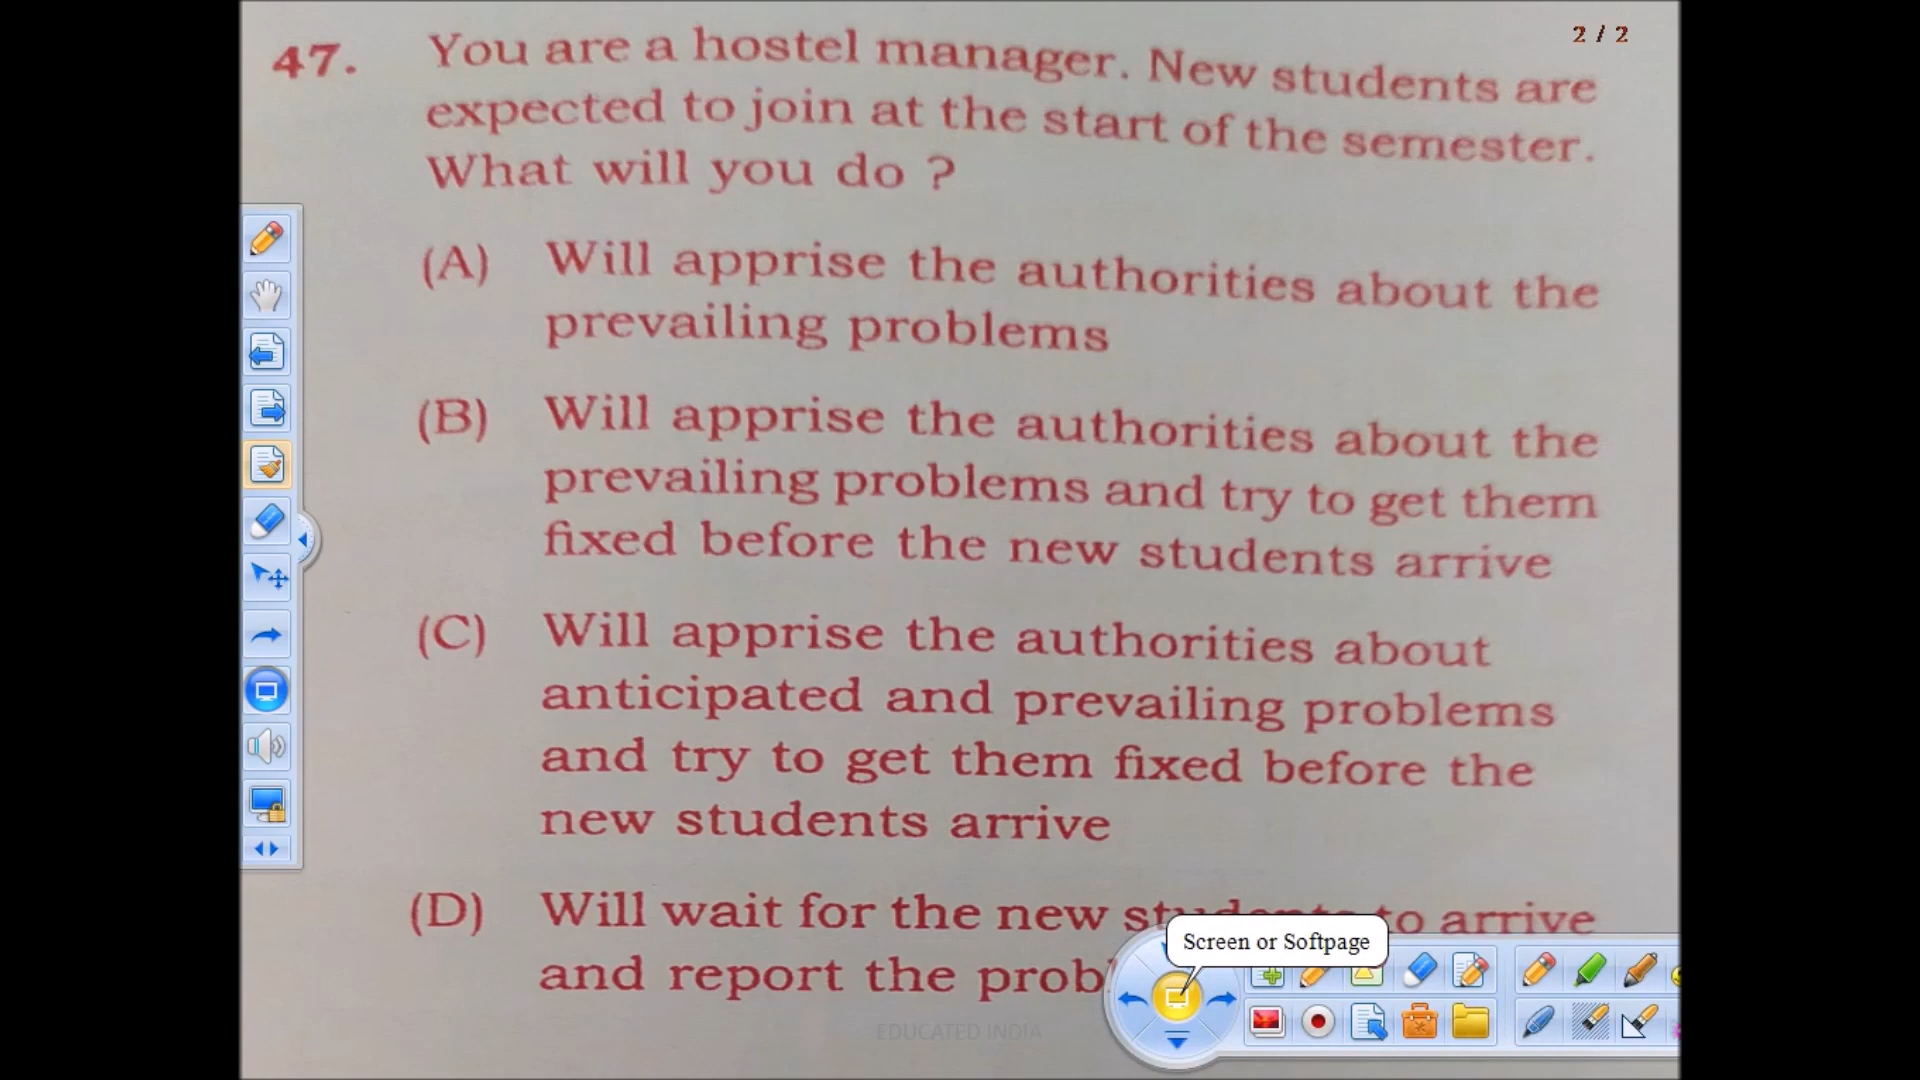 2 / 2
47. You are a hostel manager. New students are
expected to join at the start of the semester.
What will you do ?
(A) Will apprise the authorities about the
prevailing problems
(B) Will apprise the authorities about the
prevailing problems and try to get them
fixed before the new students arrive
(C) Will apprise the authorities about
anticipated and prevailing problems
and try to get them fixed before the
new students arrive
(D) Will wait for the new to arrive
and report the
Screen or Softpage
EDUCATED INDIA